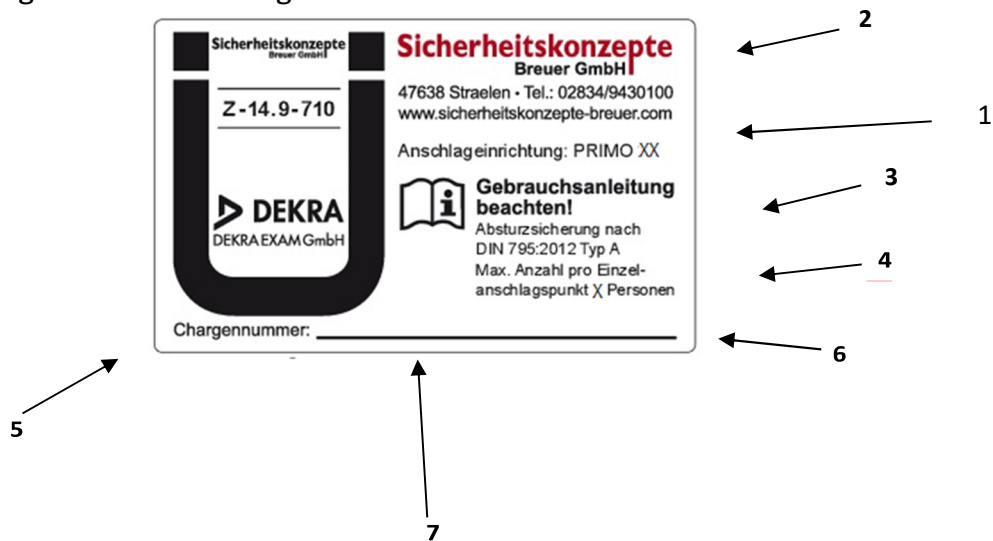 Sicherheitskonzepte
Breuer GmbH
Z-14.9-710
DEKRA
DEKRA EXAM GmbH
Sicherheitskonzepte
Breuer GmbH
47638 Straelen • Tel.: 02834/9430100
www.sicherheitskonzepte-breuer.com
Anschlageinrichtung: PRIMO XX
i
Gebrauchsanleitung
beachten!
Absturzsicherung nach
DIN 795:2012 Typ A
Max. Anzahl pro Einzel-
anschlagspunkt X Personen
Chargennummer:
2
1
3
4
6
5
7